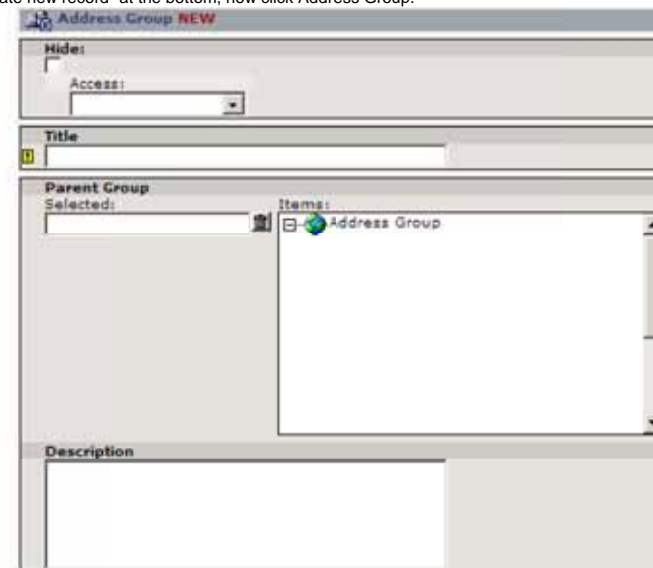 ate new record" at the bottom, now click Address Group.
Address Group NEW
Hide:
Access:
Title
Parent Group
Selected:
Items:
Address Group
Description